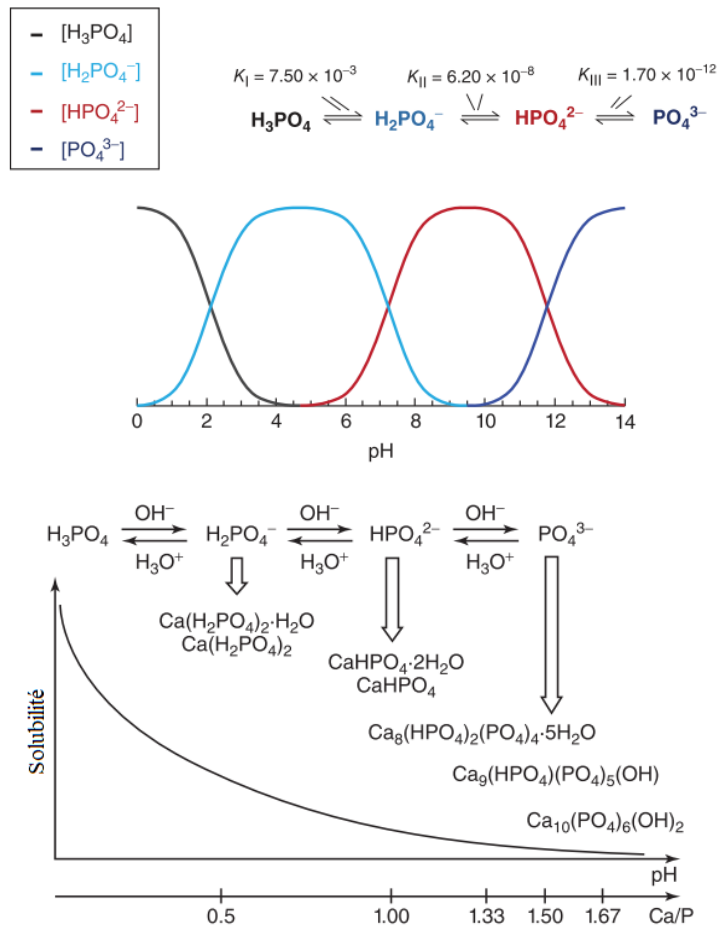 [H₃PO₄]
[H₂PO₄⁻]
[HPO₄²⁻]
[PO₄³⁻]
K_I = 7.50 × 10⁻³ K_II = 6.20 × 10⁻⁸ K_III = 1.70 × 10⁻¹²
H₃PO₄ ⇌ H₂PO₄⁻ ⇌ HPO₄²⁻ ⇌ PO₄³⁻
0 2 4 6 8 10 12 14
pH
OH⁻ OH⁻ OH⁻
H₃PO₄ H₂PO₄⁻ HPO₄²⁻ PO₄³⁻
H₃O⁺ H₃O⁺ H₃O⁺
Ca(H₂PO₄)₂·H₂O
Ca(H₂PO₄)₂
CaHPO₄·2H₂O
CaHPO₄
Ca₈(HPO₄)₂(PO₄)₄·5H₂O
Ca₉(HPO₄)(PO₄)₅(OH)
Ca₁₀(PO₄)₆(OH)₂
Solubilité
pH
0.5 1.00 1.33 1.50 1.67 Ca/P